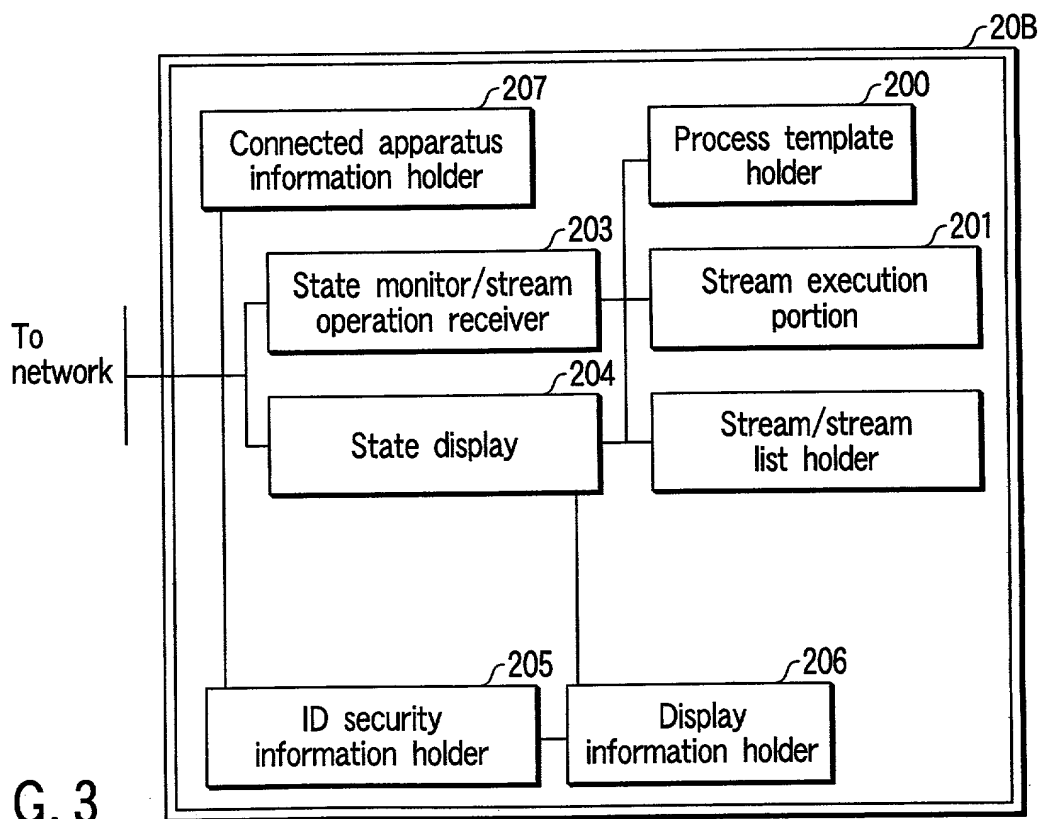 20B
207
Connected apparatus
information holder
200
Process template
holder
203
State monitor/stream
operation receiver
201
Stream execution
portion
To
network
204
State display
Stream/stream
list holder
205
ID security
information holder
206
Display
information holder
G. 3